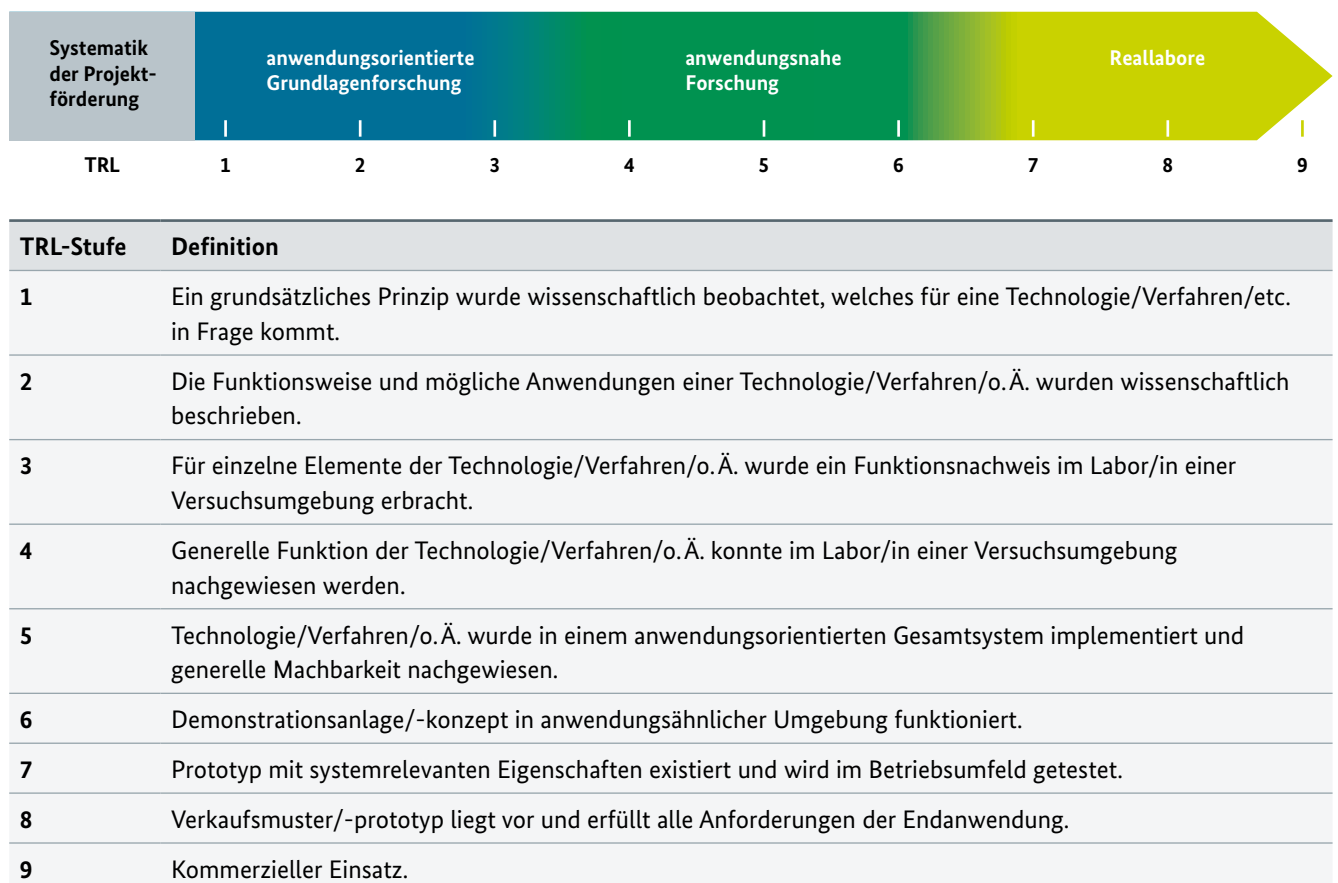 Systematik
der Projekt-
förderung
anwendungsorientierte
Grundlagenforschung
anwendungsnahe
Forschung
Reallabore
TRL 1 2 3 4 5 6 7 8 9
TRL-Stufe Definition
1 Ein grundsätzliches Prinzip wurde wissenschaftlich beobachtet, welches für eine Technologie/Verfahren/etc.
in Frage kommt.
2 Die Funktionsweise und mögliche Anwendungen einer Technologie/Verfahren/o. Ä. wurden wissenschaftlich
beschrieben.
3 Für einzelne Elemente der Technologie/Verfahren/o. Ä. wurde ein Funktionsnachweis im Labor/in einer
Versuchsumgebung erbracht.
4 Generelle Funktion der Technologie/Verfahren/o. Ä. konnte im Labor/in einer Versuchsumgebung
nachgewiesen werden.
5 Technologie/Verfahren/o. Ä. wurde in einem anwendungsorientierten Gesamtsystem implementiert und
generelle Machbarkeit nachgewiesen.
6 Demonstrationsanlage/-konzept in anwendungsähnlicher Umgebung funktioniert.
7 Prototyp mit systemrelevanten Eigenschaften existiert und wird im Betriebsumfeld getestet.
8 Verkaufsmuster/-prototyp liegt vor und erfüllt alle Anforderungen der Endanwendung.
9 Kommerzieller Einsatz.